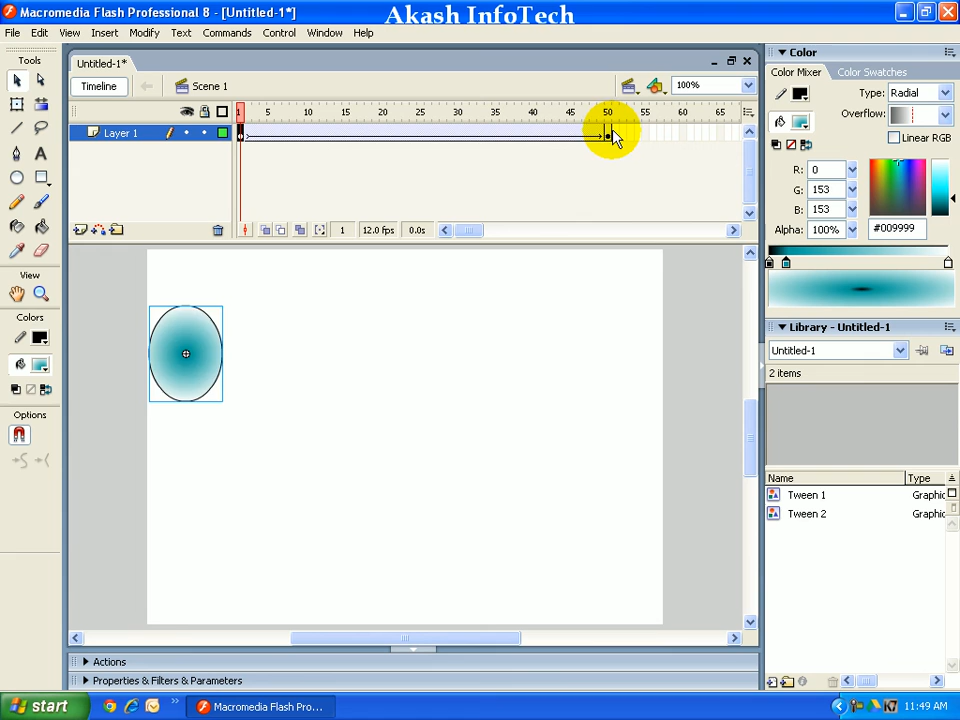 Macromedia Flash Professional 8 - [Untitled-1*]
Akash InfoTech
File Edit View Insert Modify Text Commands Control Window Help
Tools
View
Colors
Options
Untitled-1*
Timeline
Scene 1
100%
1 5 10 15 20 25 30 35 40 45 50 55 60 65
Layer 1
1 12.0 fps 0.0s
Actions
Properties & Filters & Parameters
Color
Color Mixer Color Swatches
Type: Radial
Overflow:
Linear RGB
R: 0
G: 153
B: 153
Alpha: 100% #009999
Library - Untitled-1
Untitled-1
2 items
Name Type
Tween 1 Graphic
Tween 2 Graphic
start
Macromedia Flash Pro...
11:49 AM